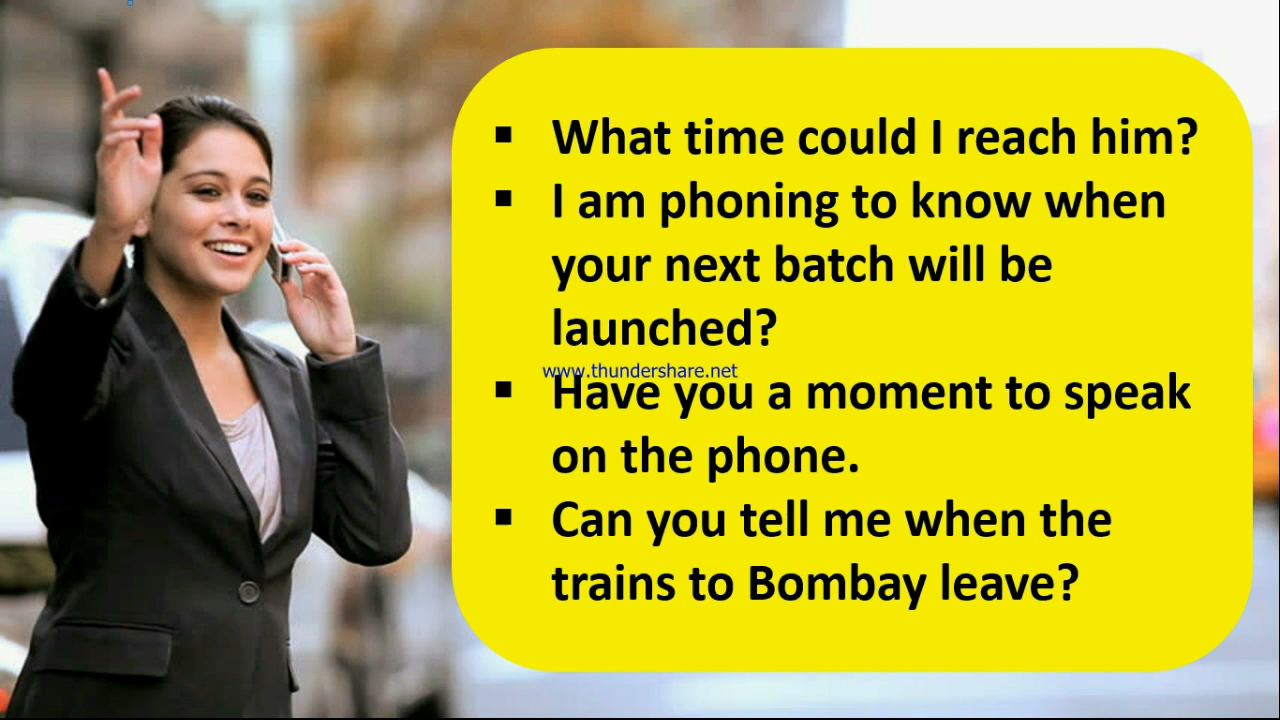 ▪ What time could I reach him?
▪ I am phoning to know when
your next batch will be
launched?
www.thundershare.net
▪ Have you a moment to speak
on the phone.
▪ Can you tell me when the
trains to Bombay leave?